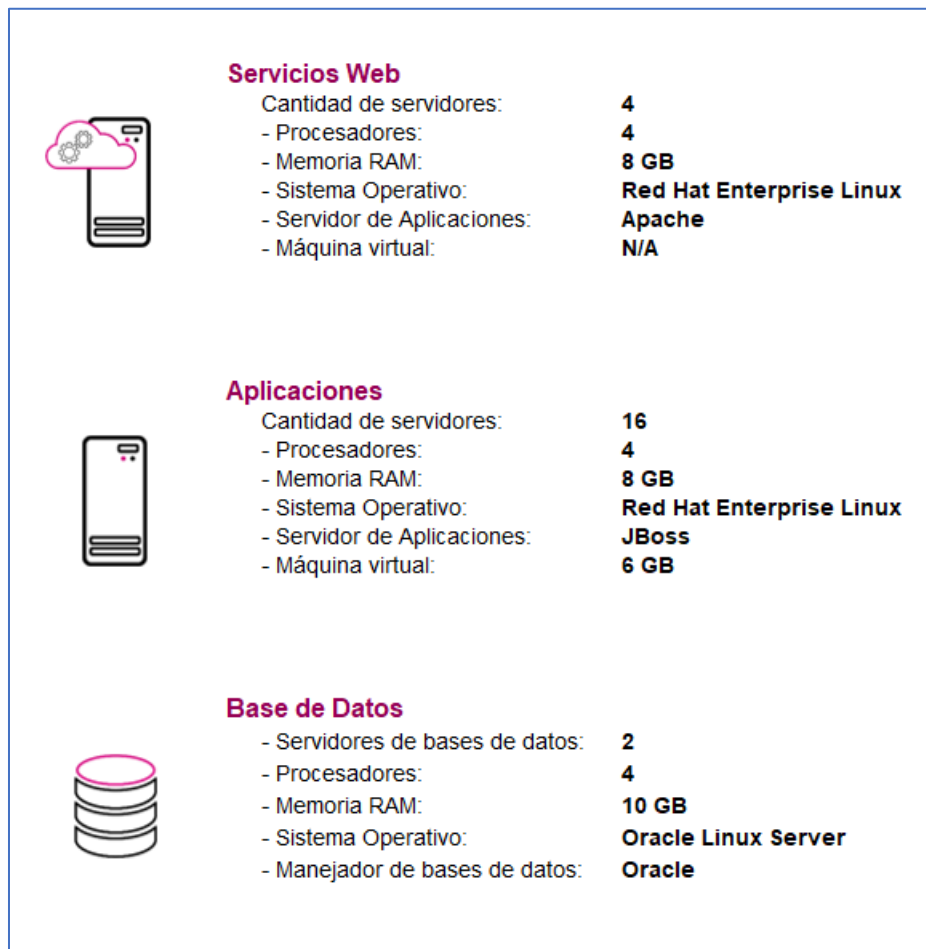 Servicios Web
Cantidad de servidores: 4
- Procesadores: 4
- Memoria RAM: 8 GB
- Sistema Operativo: Red Hat Enterprise Linux
- Servidor de Aplicaciones: Apache
- Máquina virtual: N/A
Aplicaciones
Cantidad de servidores: 16
- Procesadores: 4
- Memoria RAM: 8 GB
- Sistema Operativo: Red Hat Enterprise Linux
- Servidor de Aplicaciones: JBoss
- Máquina virtual: 6 GB
Base de Datos
- Servidores de bases de datos: 2
- Procesadores: 4
- Memoria RAM: 10 GB
- Sistema Operativo: Oracle Linux Server
- Manejador de bases de datos: Oracle